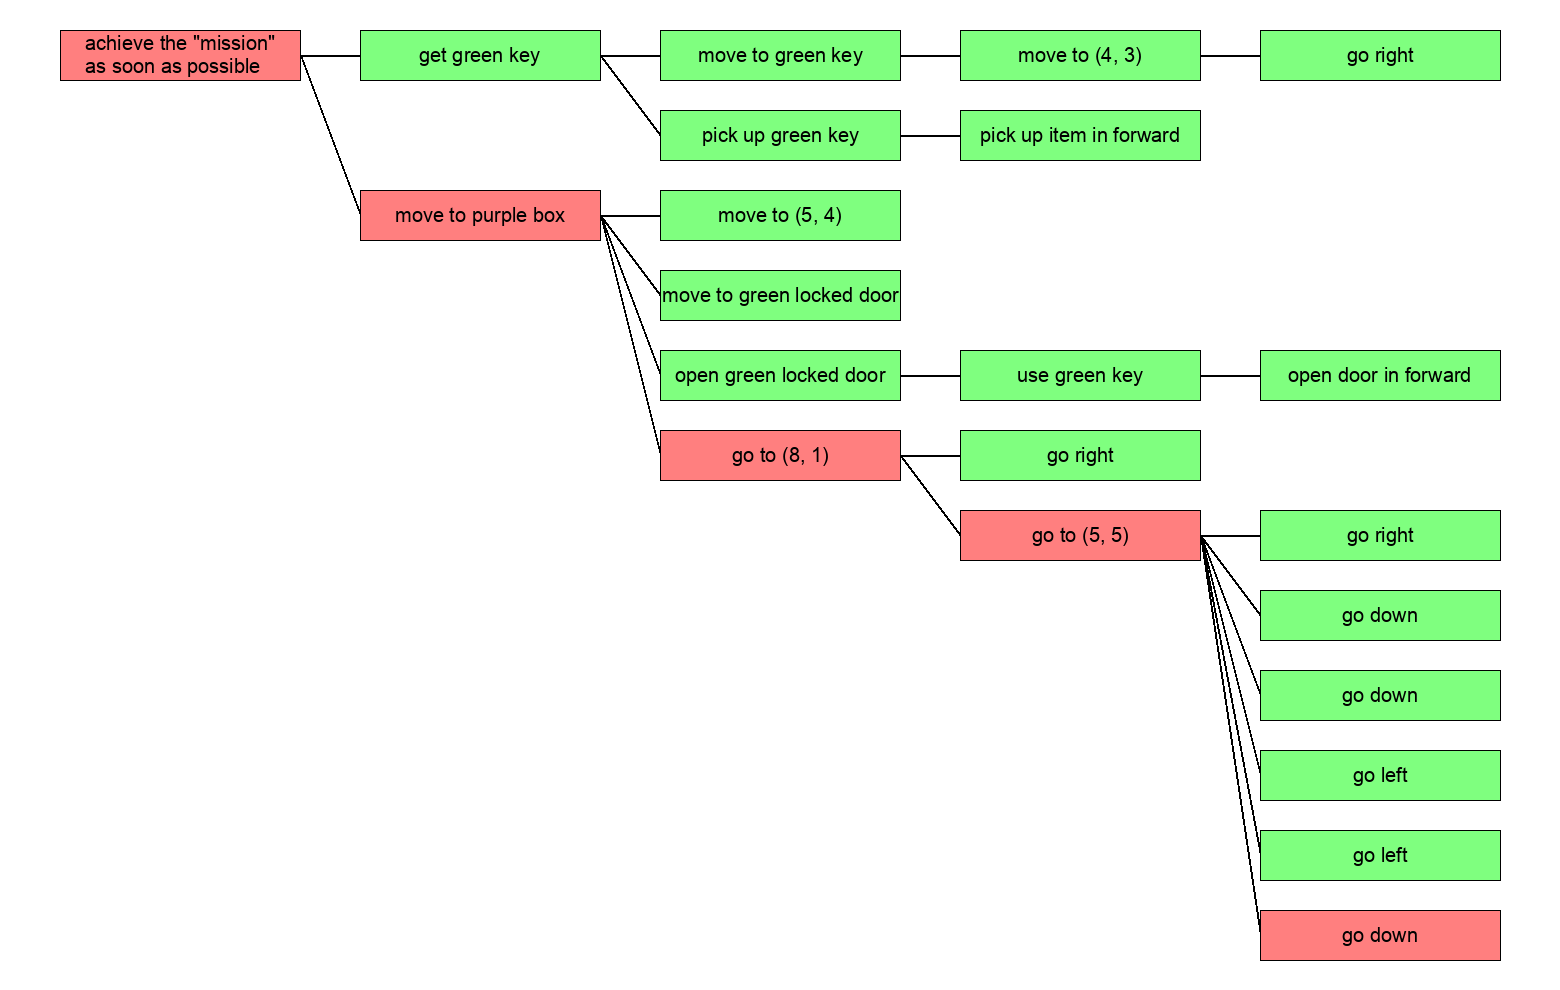 achieve the "mission"
as soon as possible
get green key
move to green key
move to (4, 3)
go right
pick up green key
pick up item in forward
move to purple box
move to (5, 4)
move to green locked door
open green locked door
use green key
open door in forward
go to (8, 1)
go right
go to (5, 5)
go right
go down
go down
go left
go left
go down